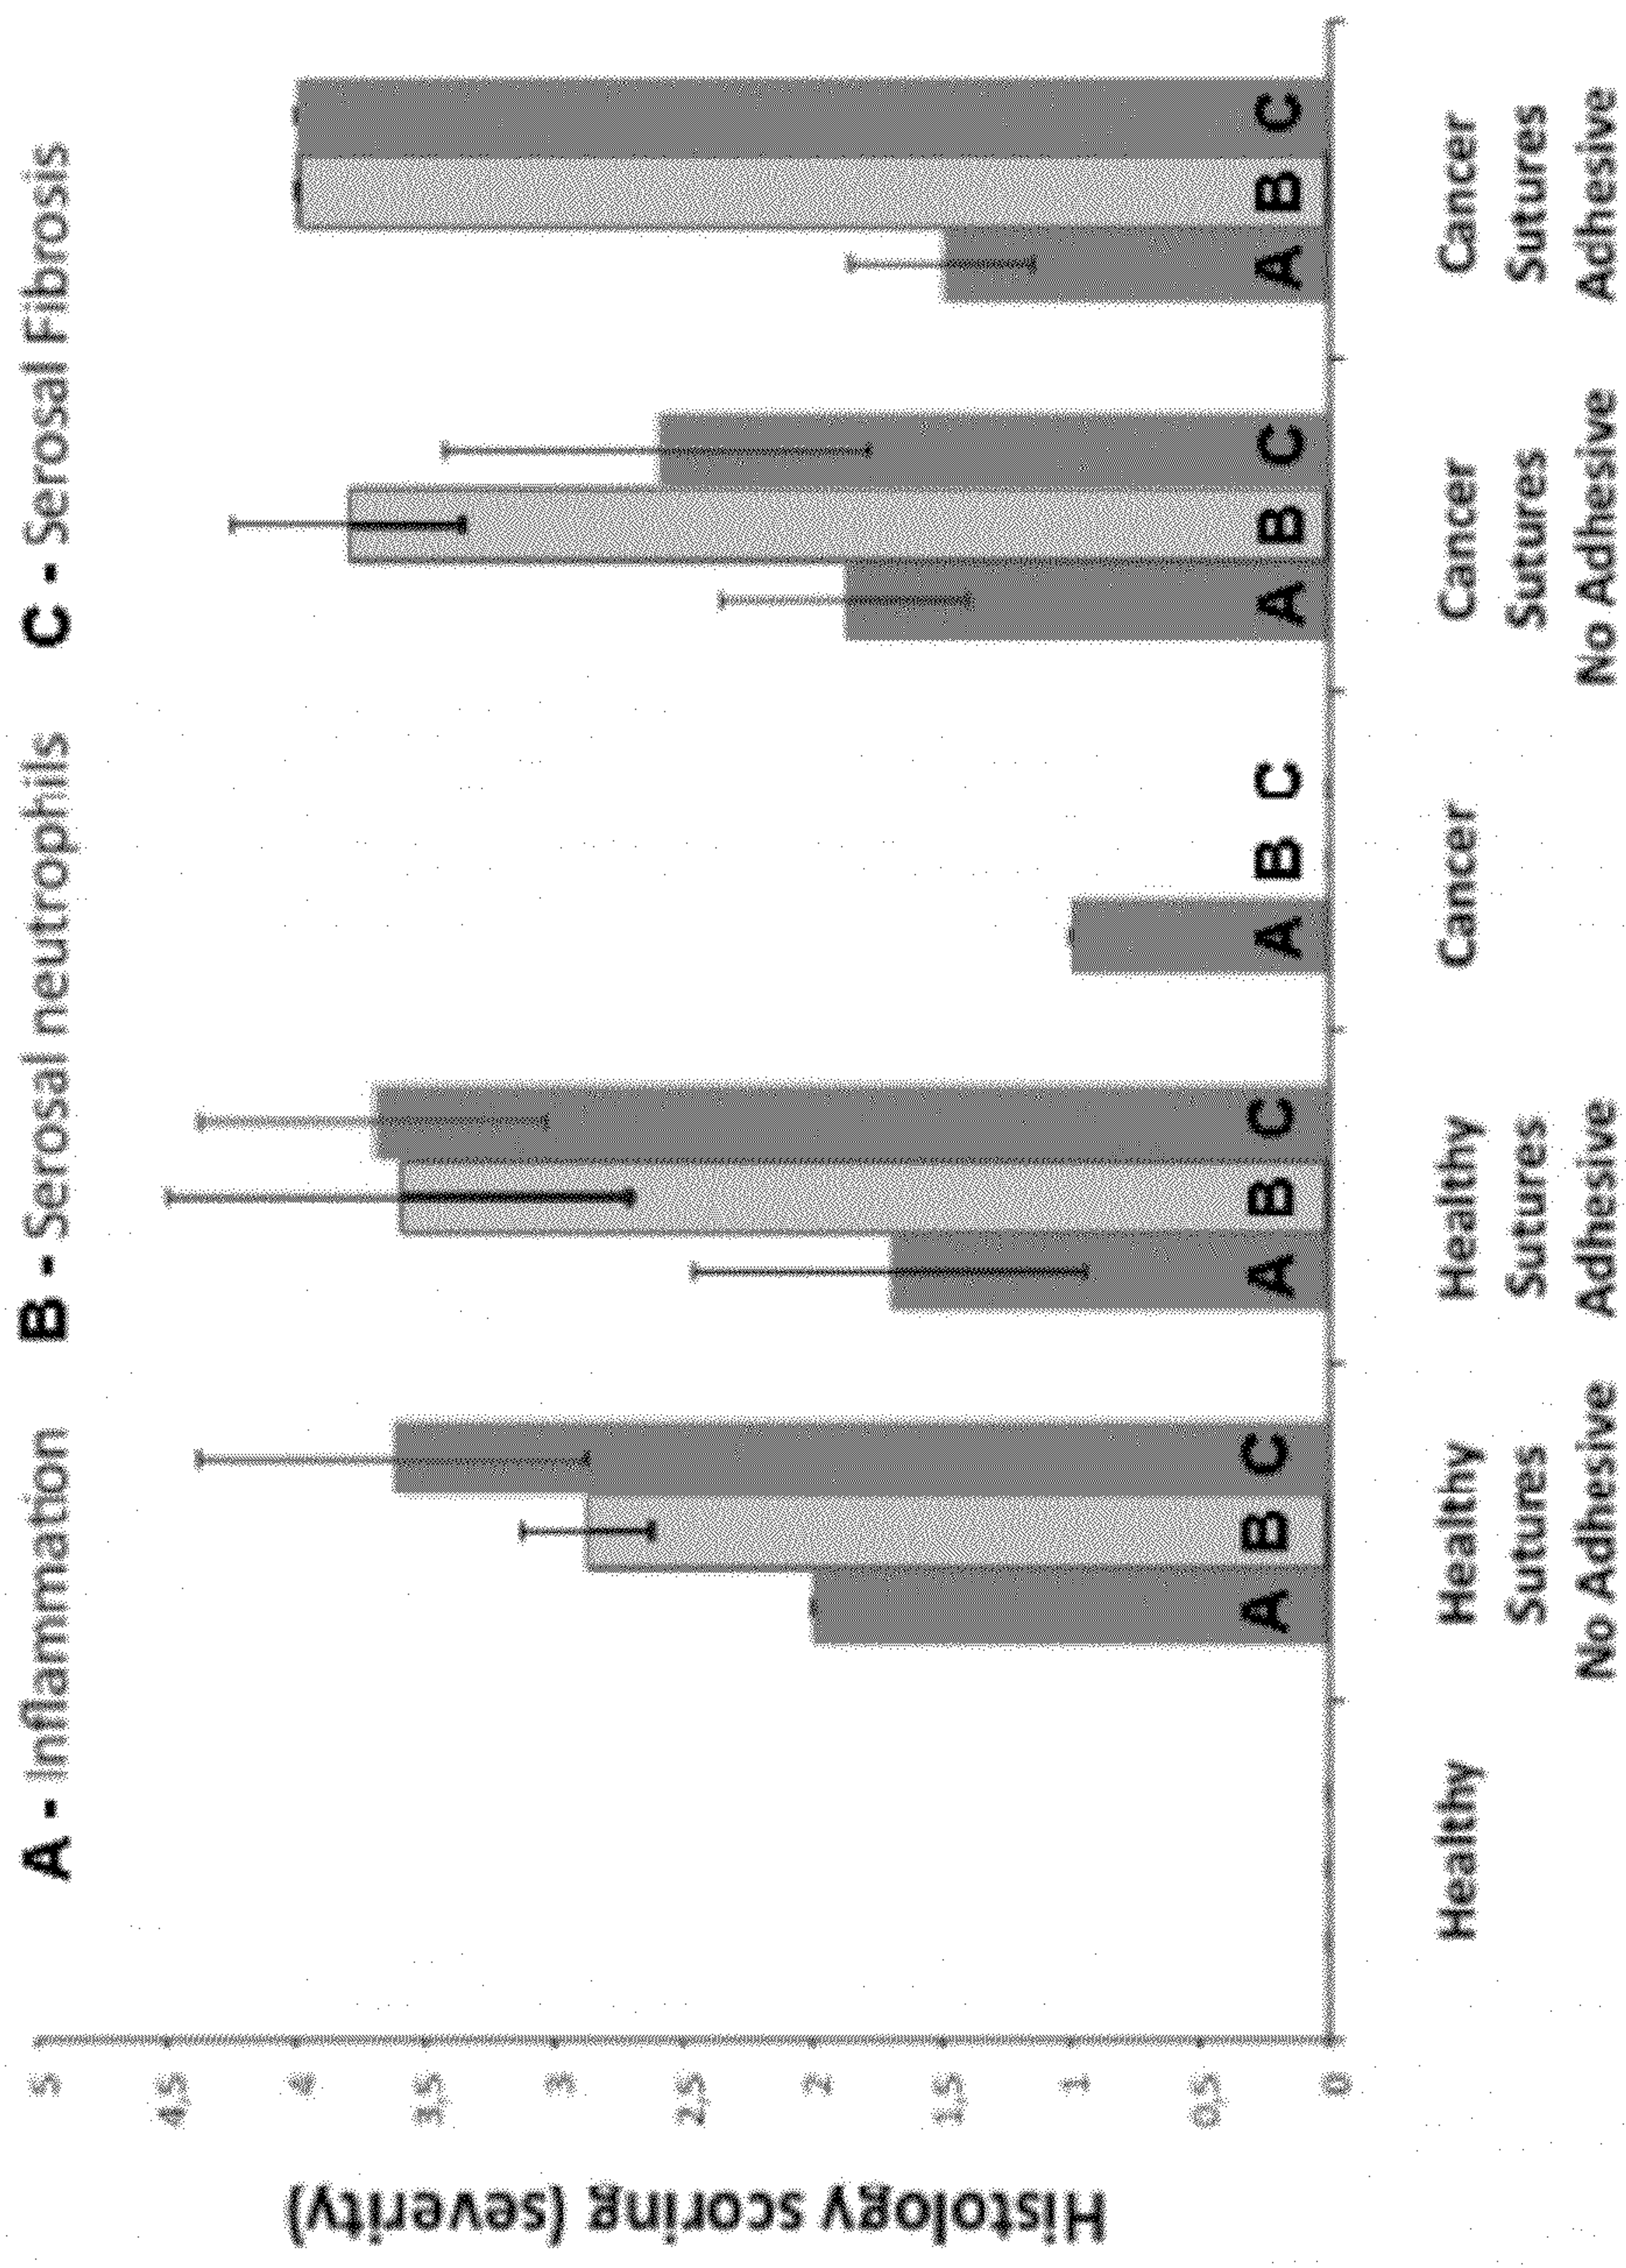 A - Inflammation B - Serosal neutrophils C - Serosal Fibrosis
Histology scoring (severity)
5
4,5
4
3,5
3
2,5
2
1,5
1
0,5
0
A B C
A B C
A B C
A B C
A B C
Healthy
Healthy
Sutures
No Adhesive
Healthy
Sutures
Adhesive
Cancer
Cancer
Sutures
No Adhesive
Cancer
Sutures
Adhesive